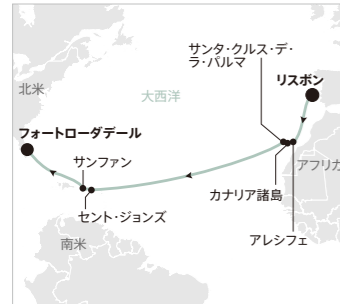 サンタ・クルス・デ・
ラ・パルマ
リスボン
北米
大西洋
フォートローダデール
アフリカ
サンファン
カナリア諸島
アレシフェ
セント・ジョンズ
南米